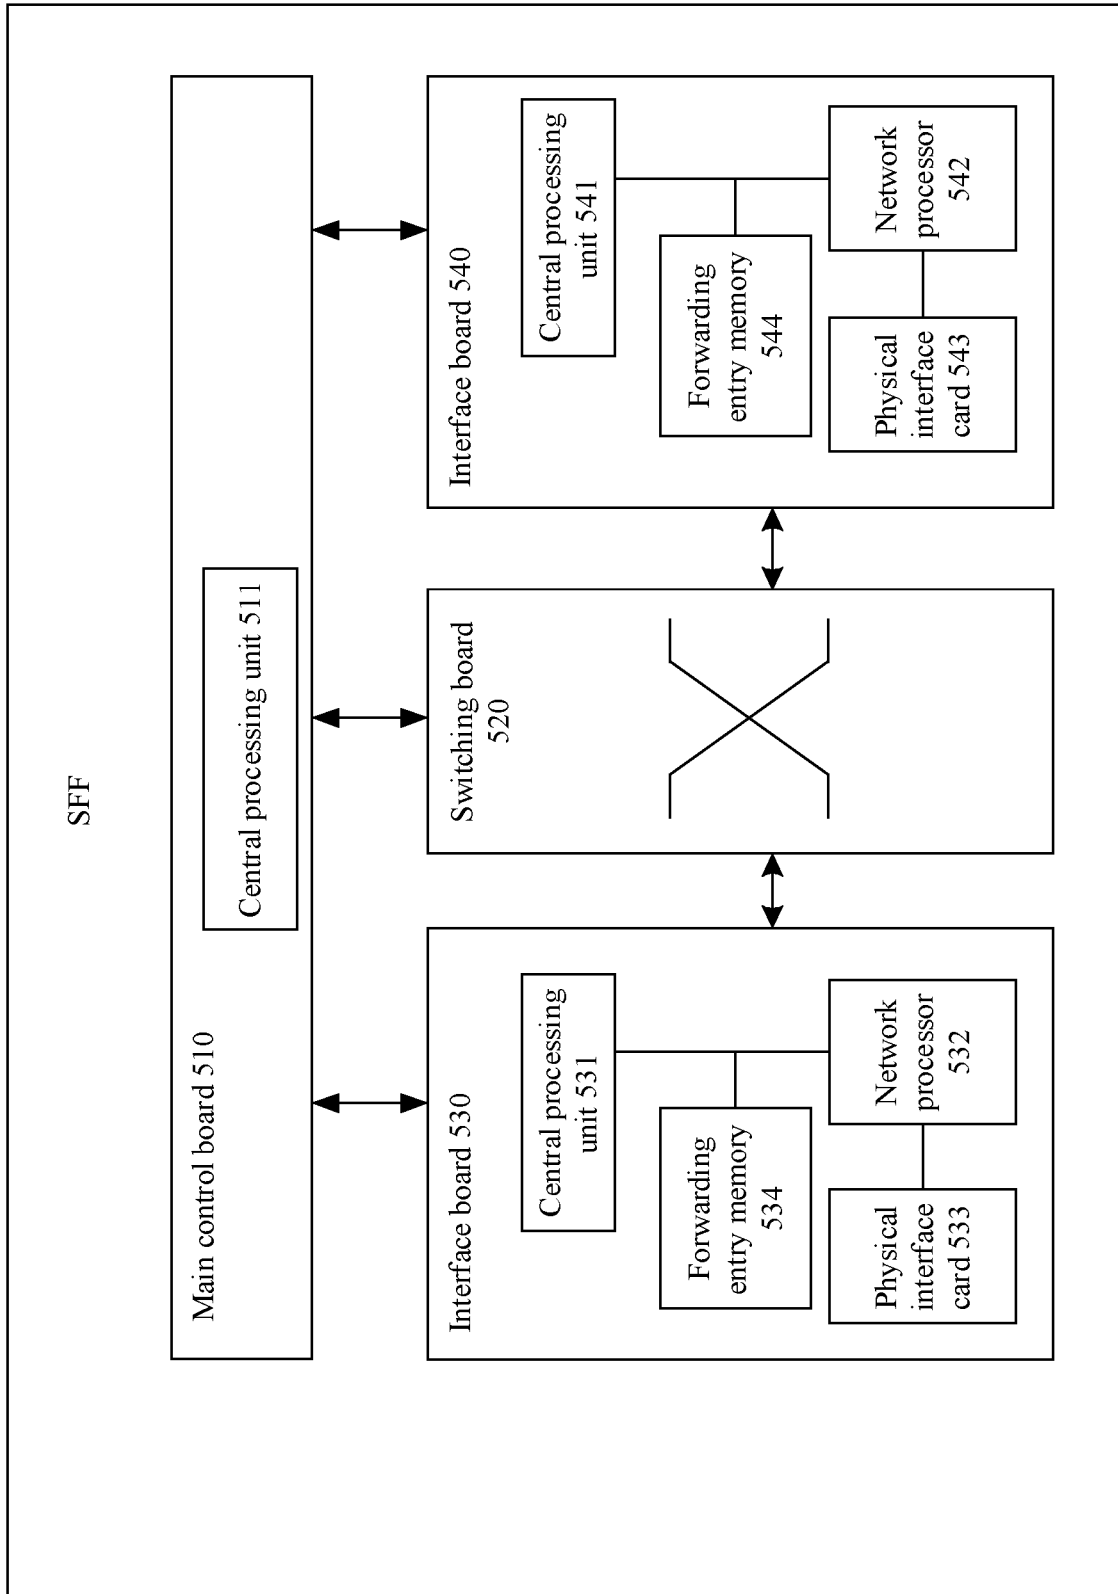 SFF
Main control board 510
Central processing unit 511
Interface board 530
Central processing
unit 531
Forwarding
entry memory
534
Physical
interface
card 533
Network
processor
532
Switching board
520
Interface board 540
Central processing
unit 541
Forwarding
entry memory
544
Physical
interface
card 543
Network
processor
542